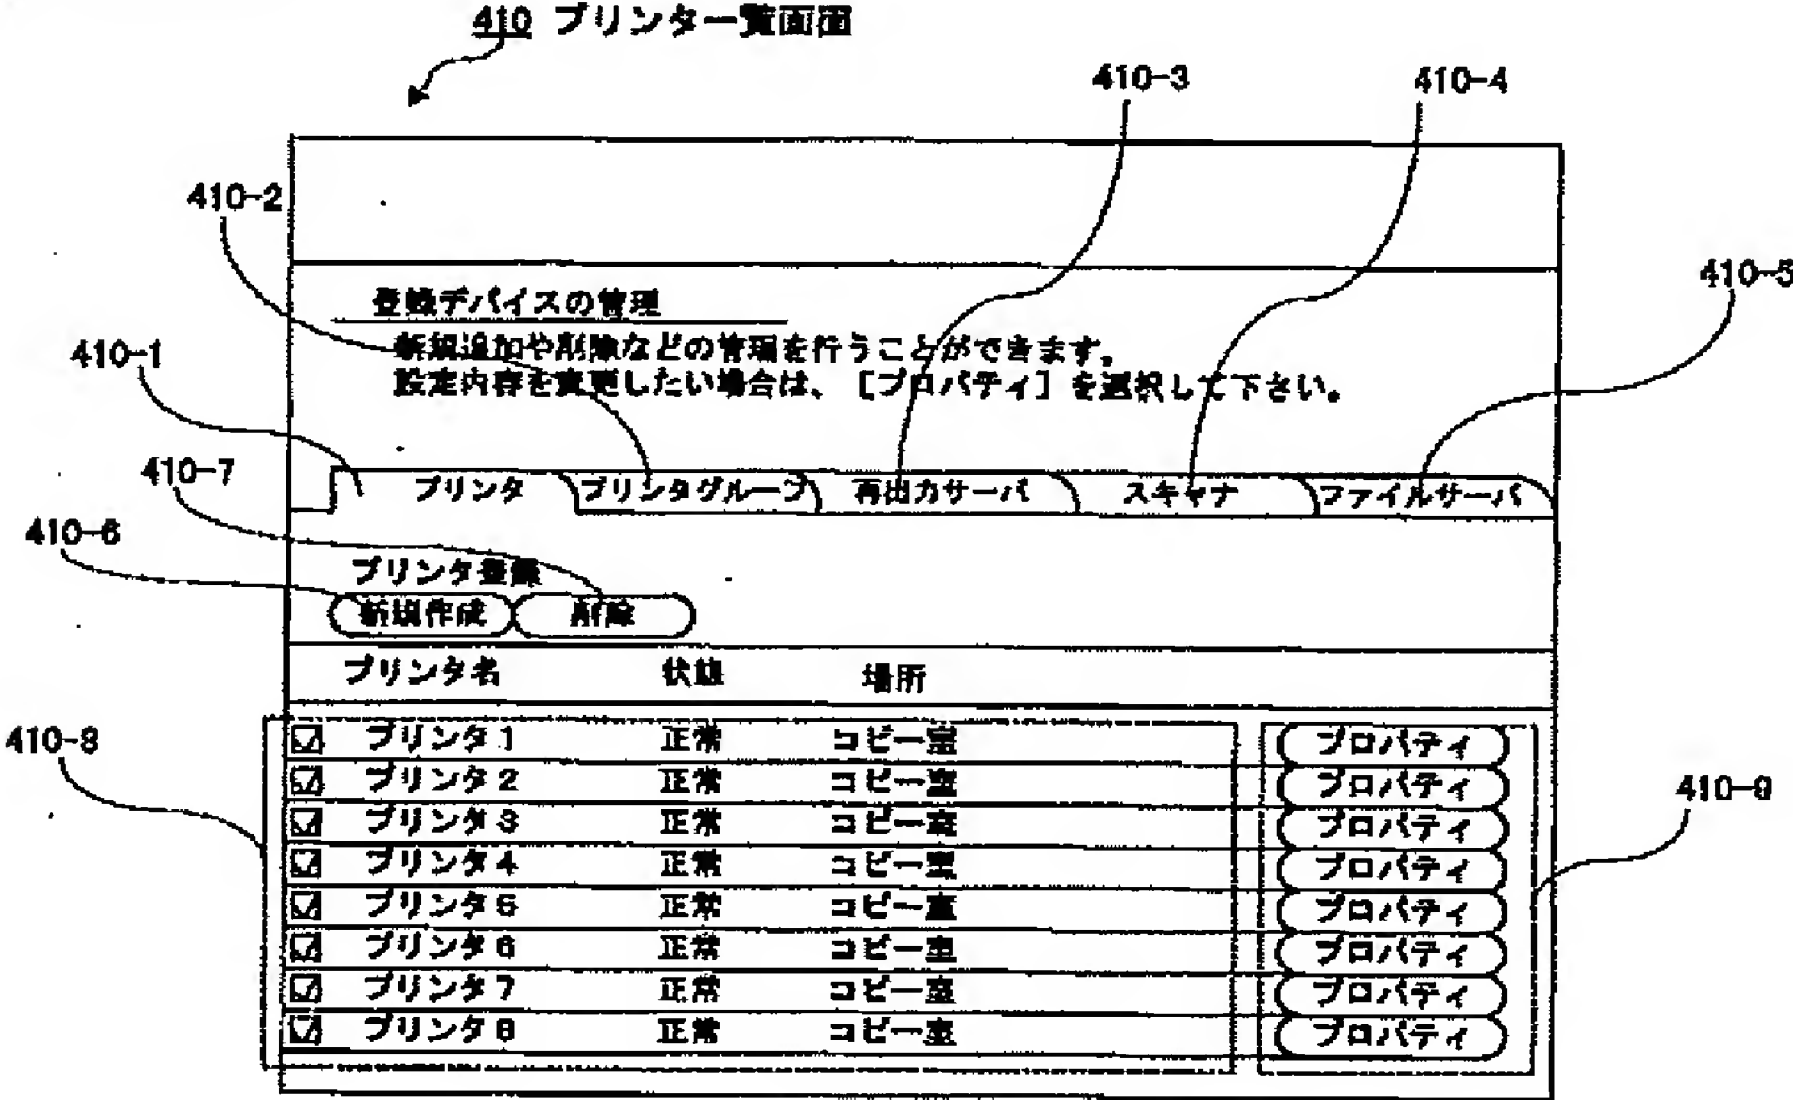 410 プリンタ一覧画面
410-3
410-4
410-2
410-5
登録デバイスの管理
新規追加や削除などの管理を行うことができます。
410-1
設定内容を変更したい場合は、[プロパティ]を選択して下さい。
410-7
プリンタ プリンタグループ 再出力サーバ スキャナ ファイルサーバ
410-6
プリンタ登録
新規作成 削除
プリンタ名 状態 場所
410-8
プリンタ1 正常 コピー室 プロパティ
プリンタ2 正常 コピー室 プロパティ
410-9
プリンタ3 正常 コピー室 プロパティ
プリンタ4 正常 コピー室 プロパティ
プリンタ5 正常 コピー室 プロパティ
プリンタ6 正常 コピー室 プロパティ
プリンタ7 正常 コピー室 プロパティ
プリンタ8 正常 コピー室 プロパティ